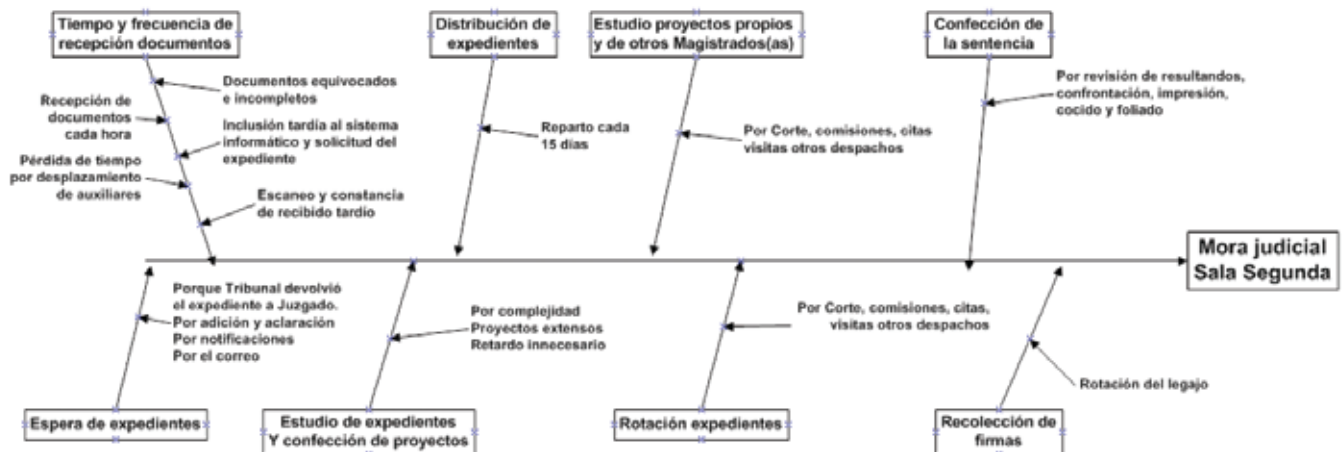 Tiempo y frecuencia de
recepción documentos
Distribución de
expedientes
Estudio proyectos propios
y de otros Magistrados(as)
Confección de
la sentencia
Documentos equivocados
e incompletos
Recepción de
documentos
cada hora
Inclusión tardía al sistema
informático y solicitud del
expediente
Pérdida de tiempo
por desplazamiento
de auxiliares
Escaneo y constancia
de recibido tardío
Reparto cada
15 días
Por Corte, comisiones, citas
visitas otros despachos
Por revisión de resultandos,
confrontación, impresión,
cocido y foliado
Mora judicial
Sala Segunda
Porque Tribunal devolvió
el expediente a Juzgado.
Por adición y aclaración
Por notificaciones
Por el correo
Por complejidad
Proyectos extensos
Retardo innecesario
Por Corte, comisiones, citas,
visitas otros despachos
Rotación del legajo
Espera de expedientes
Estudio de expedientes
Y confección de proyectos
Rotación expedientes
Recolección de
firmas